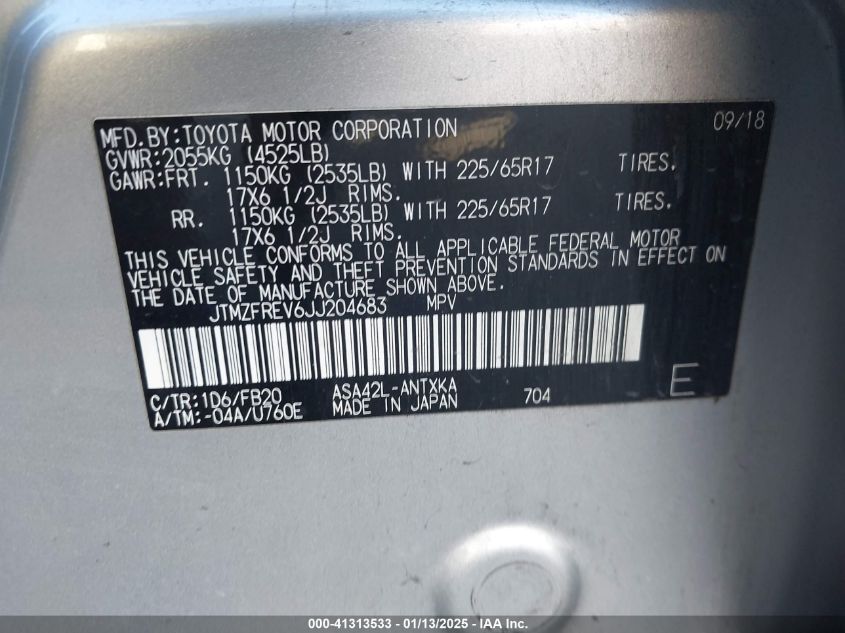 MFD.BY:TOYOTA MOTOR CORPORATION 09/18
GVWR:2055KG (4525LB)
GAWR:FRT. 1150KG (2535LB) WITH 225/65R17 TIRES.
17X6 1/2J RIMS.
RR. 1150KG (2535LB) WITH 225/65R17 TIRES.
17X6 1/2J RIMS.
THIS VEHICLE CONFORMS TO ALL APPLICABLE FEDERAL MOTOR
VEHICLE SAFETY AND THEFT PREVENTION STANDARDS IN EFFECT ON
THE DATE OF MANUFACTURE SHOWN ABOVE.
JTMZFREV6JJ204683 MPV
C/TR:1D6/FB20 ASA42L-ANTXKA 704 E
A/TM:-04A/U760E MADE IN JAPAN
000-41313533 - 01/13/2025 - IAA Inc.